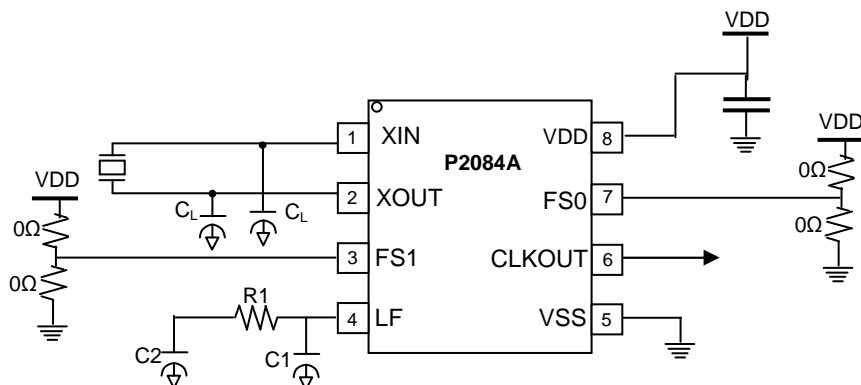 VDD
1 XIN
VDD 8
P2084A
VDD
VDD
0Ω
2 XOUT
FS0 7
C_L
C_L
0Ω
0Ω
0Ω
3 FS1
CLKOUT 6
R1
4 LF
VSS 5
C2
C1